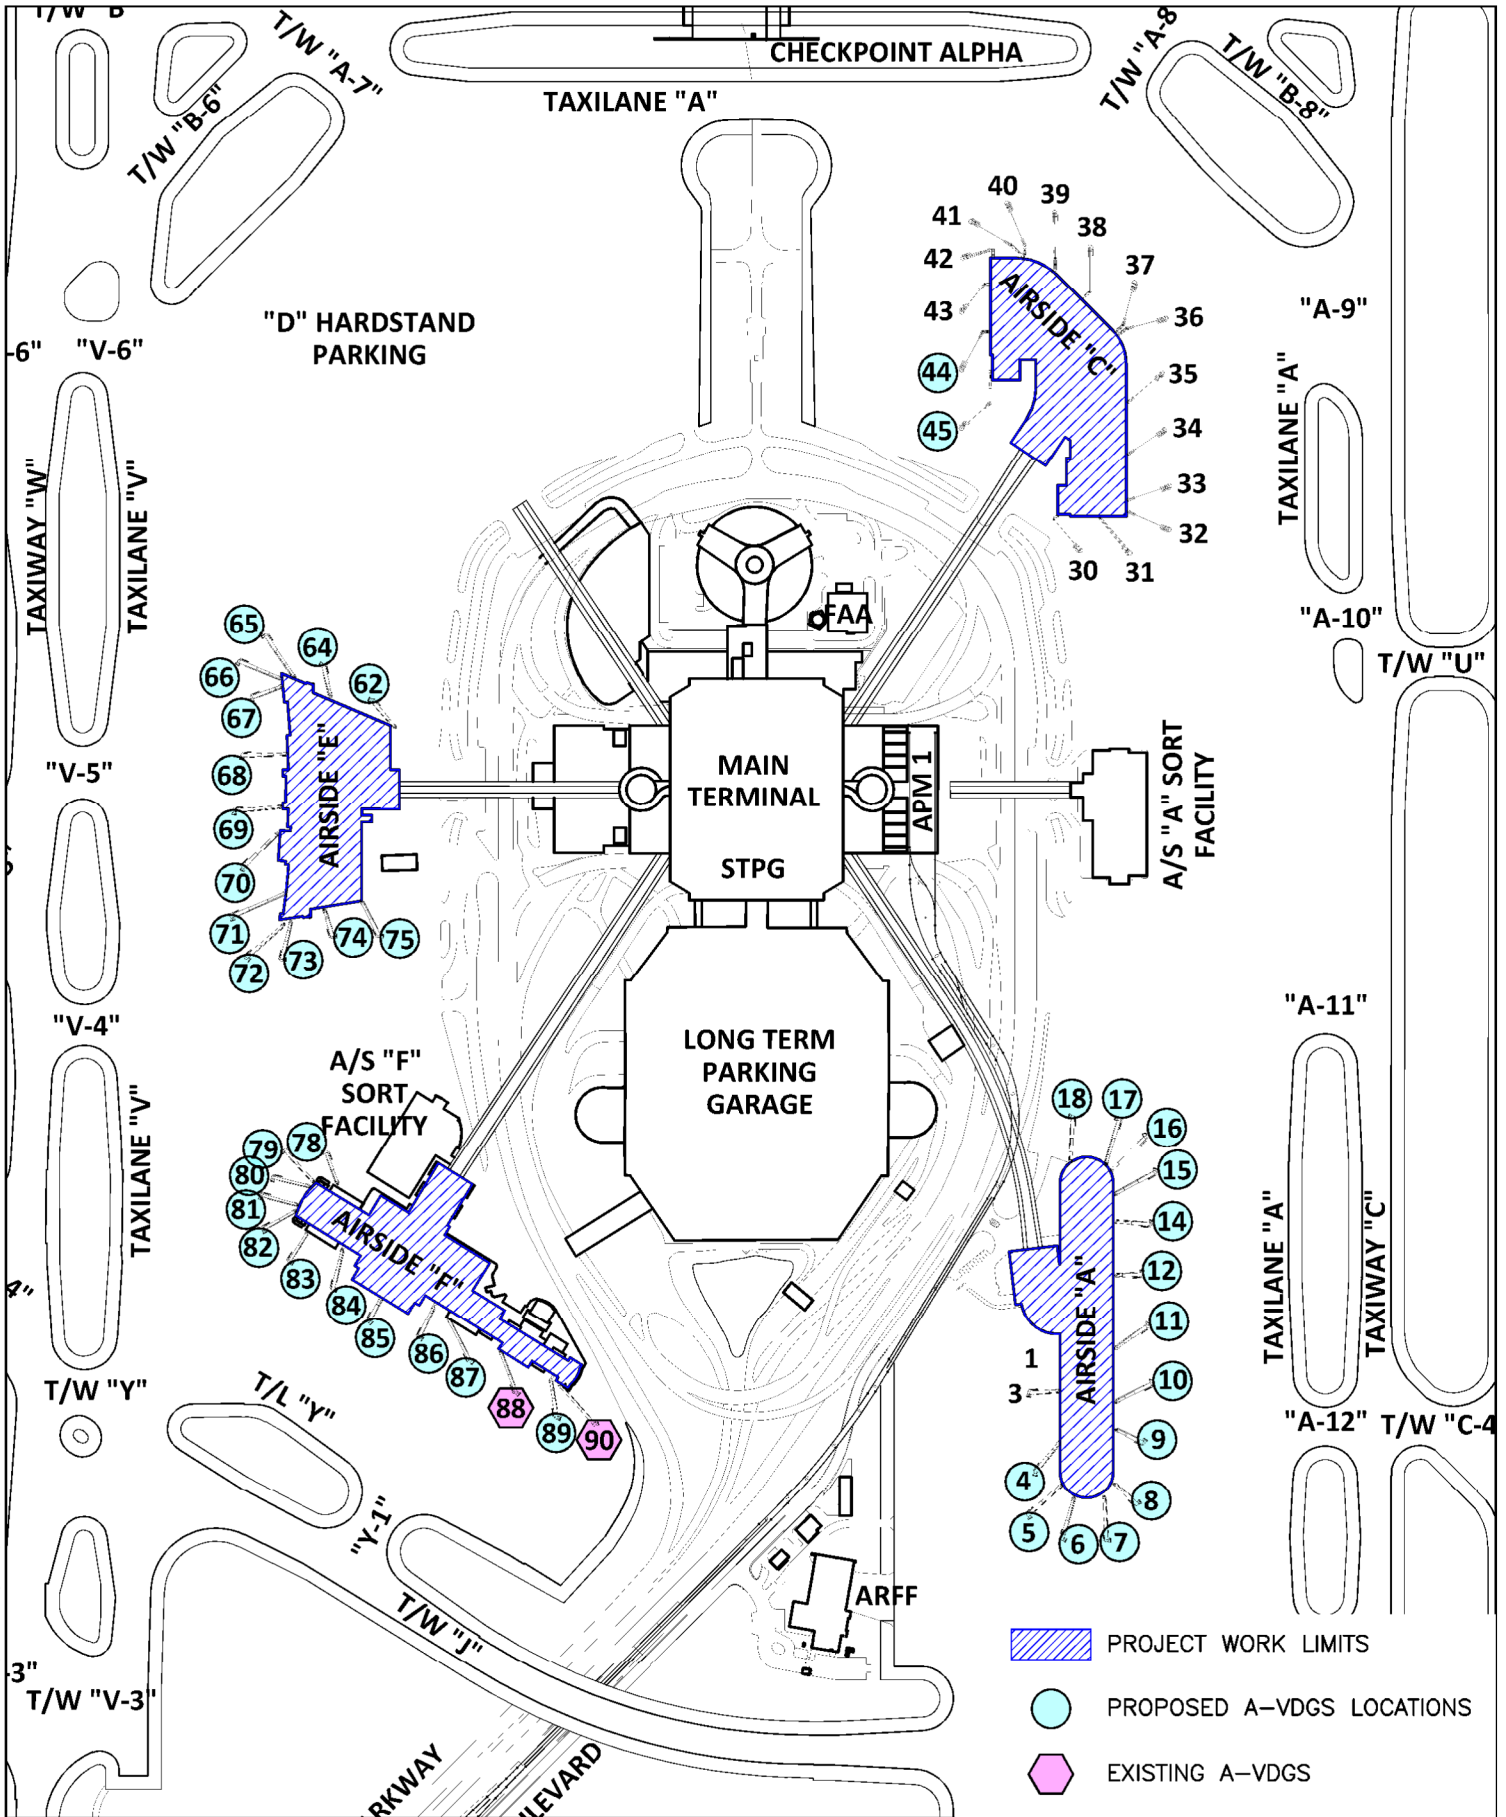 T/W "B
T/W "A-7"
T/W "B-6"
CHECKPOINT ALPHA
TAXILANE "A"
T/W "A-8
T/W "B-8"
40
39
41
38
42
37
43
36
35
34
33
32
31
30
44
45
AIRSIDE "C"
"D" HARDSTAND
PARKING
-6"
"V-6"
"A-9"
TAXILANE "A"
TAXIWAY "W"
TAXILANE "V"
"A-10"
T/W "U"
FAA
65
64
66
62
67
68
69
70
71
72
73
74
75
AIRSIDE "E"
"V-5"
MAIN
TERMINAL
STPG
APM 1
A/S "A" SORT
FACILITY
"V-4"
"A-11"
LONG TERM
PARKING
GARAGE
A/S "F"
SORT
FACILITY
79
78
80
81
82
83
84
85
86
87
88
89
90
AIRSIDE "F"
TAXILANE "V"
18
17
16
15
14
12
11
10
9
8
7
6
5
4
3
1
AIRSIDE "A"
TAXILANE "A"
TAXIWAY "C"
4"
T/W "Y"
T/L "Y"
"Y-1"
"A-12"
T/W "C-4
T/W "J"
ARFF
-3"
T/W "V-3"
RKWAY
LEVARD
PROJECT WORK LIMITS
PROPOSED A-VDGS LOCATIONS
EXISTING A-VDGS